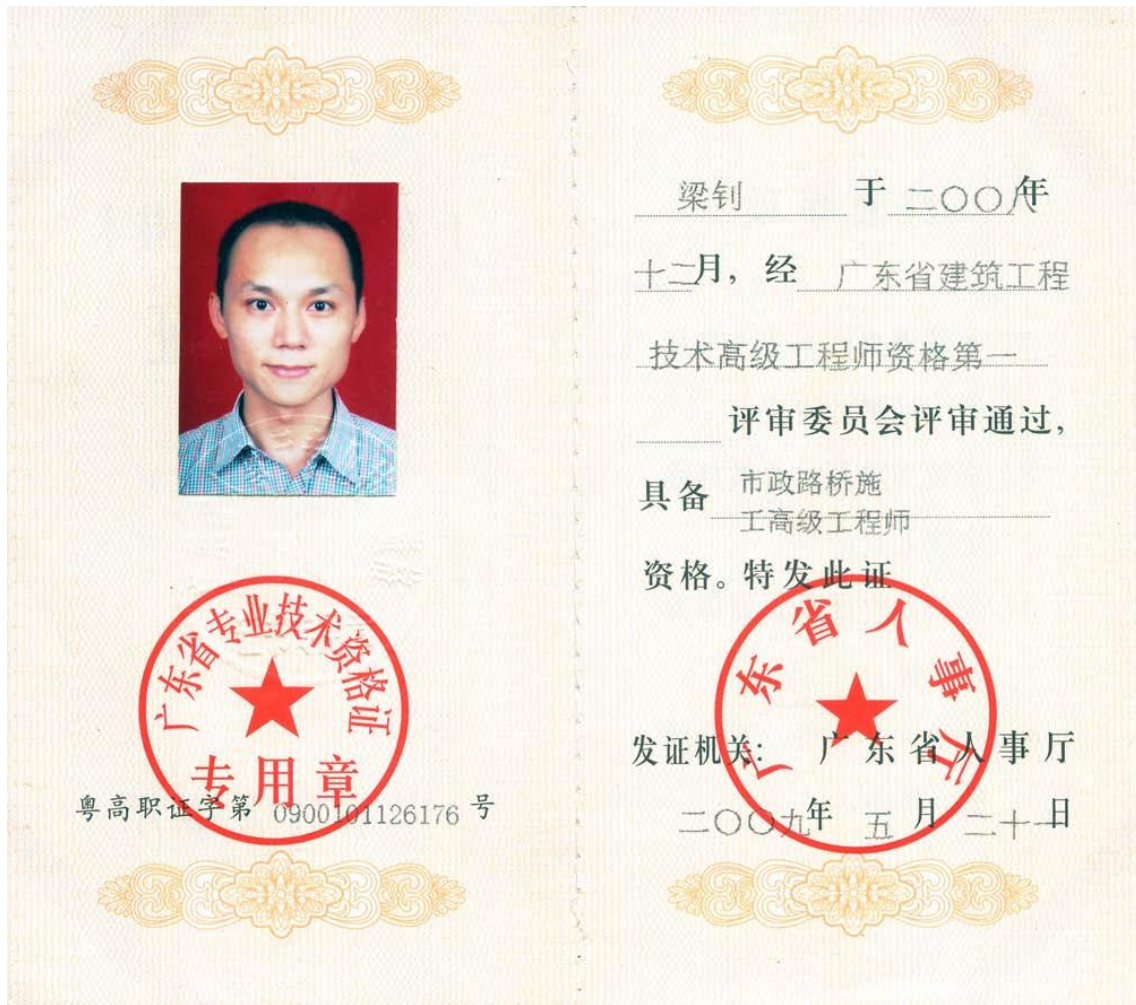 广东省专业技术资格证
专用章
粤高职证字第 0900101126176 号
梁钊 于 二〇〇八年
十二月，经 广东省建筑工程
技术高级工程师资格第一
评审委员会评审通过，
具备 市政路桥施
工高级工程师
资格。特发此证
广东省人事厅
发证机关： 广东省人事厅
二〇〇九年 五 月 二十一日